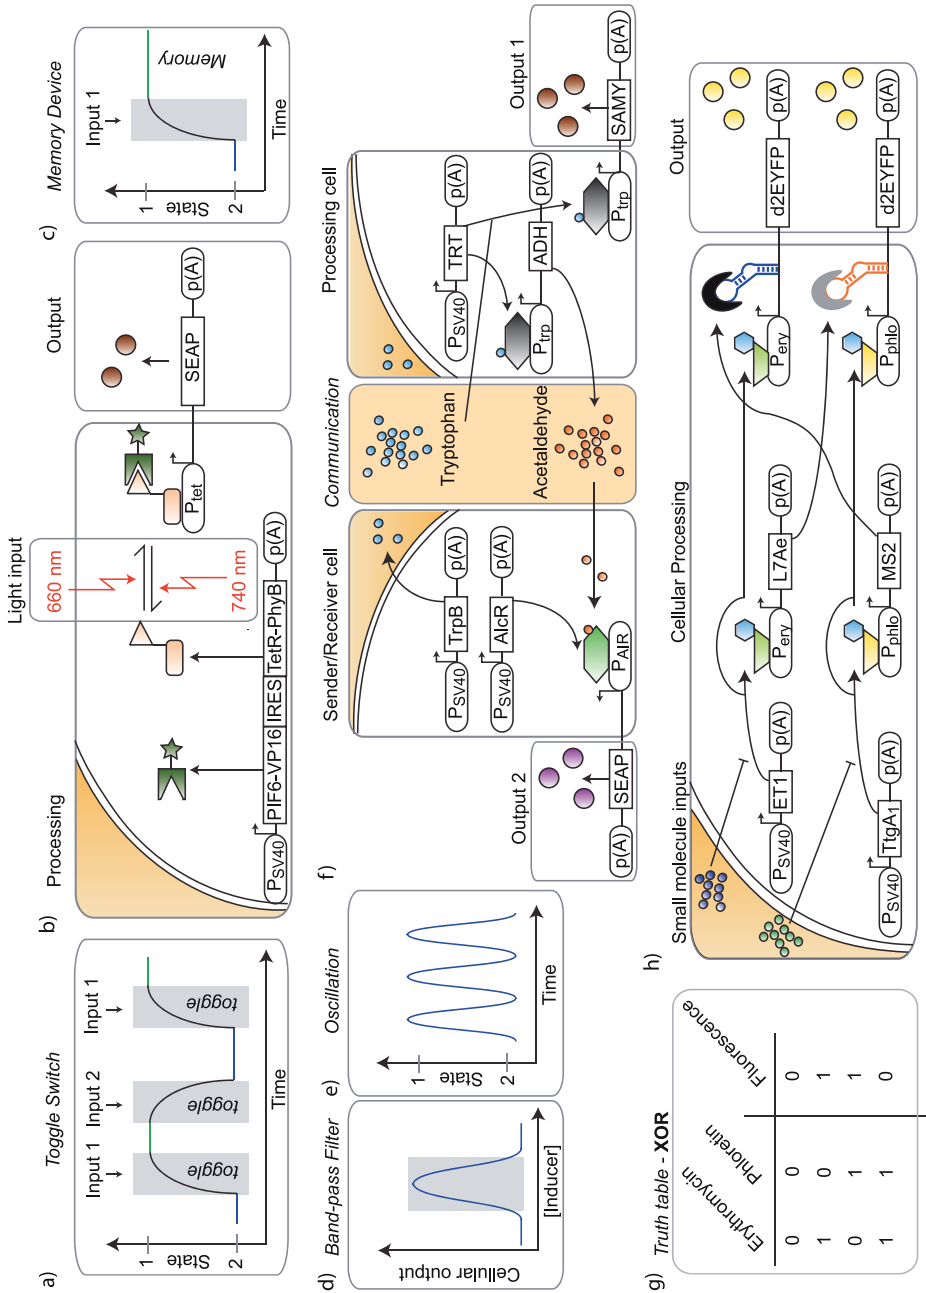 a)
Toggle Switch
Input 1
Input 2
Input 1
toggle
toggle
toggle
1
State
2
Time
b)
Processing
Light input
Output
660 nm
740 nm
PSV40
PIF6-VP16
IRES
TetR-PhyB
p(A)
Ptet
SEAP
p(A)
c)
Memory Device
Input 1
1
State
2
Memory
Time
d)
Band-pass Filter
Cellular output
[Inducer]
e)
Oscillation
1
State
2
Time
f)
Sender/Receiver cell
Communication
Processing cell
Output 1
Output 2
PSV40
TrpB
p(A)
PSV40
AlcR
p(A)
p(A)
SEAP
PAIR
Tryptophan
Acetaldehyde
PSV40
TRT
p(A)
Ptrp
ADH
p(A)
Ptrp
SAMY
p(A)
g)
Truth table - XOR
Erythromycin
Phloretin
Fluorescence
0 0 0
1 0 1
0 1 1
1 1 0
h)
Small molecule inputs
Cellular Processing
Output
PSV40
ET1
p(A)
Pery
L7Ae
p(A)
Pery
d2EYFP
p(A)
PSV40
TtgA1
p(A)
Pphlo
MS2
p(A)
Pphlo
d2EYFP
p(A)